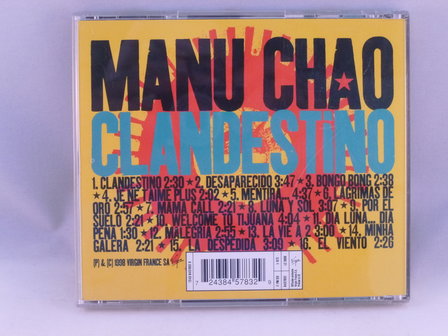 MANU CHAO
CLANDESTINO
1. CLANDESTINO 2:30 ★ 2. DESAPARECIDO 3:47 ★ 3. BONGO BONG 2:38
★ 4. JE NE T'AIME PLUS 2:02 ★ 5. MENTIRA... 4:37 ★ 6. LAGRIMAS DE
ORO 2:57 ★ 7. MAMA CALL 2:21 ★ 8. LUNA Y SOL 3:07 ★ 9. POR EL
SUELO 2:21 ★ 10. WELCOME TO TIJUANA 4:04 ★ 11. DIA LUNA... DIA
PENA 1:30 ★ 12. MALEGRIA 2:55 ★ 13. LA VIE A 2 3:00 ★ 14. MINHA
GALERA 2:21 ★ 15. LA DESPEDIDA 3:09 ★ 16. EL VIENTO 2:26
(P) & (C) 1998 VIRGIN FRANCE SA
7 24384 57832 0